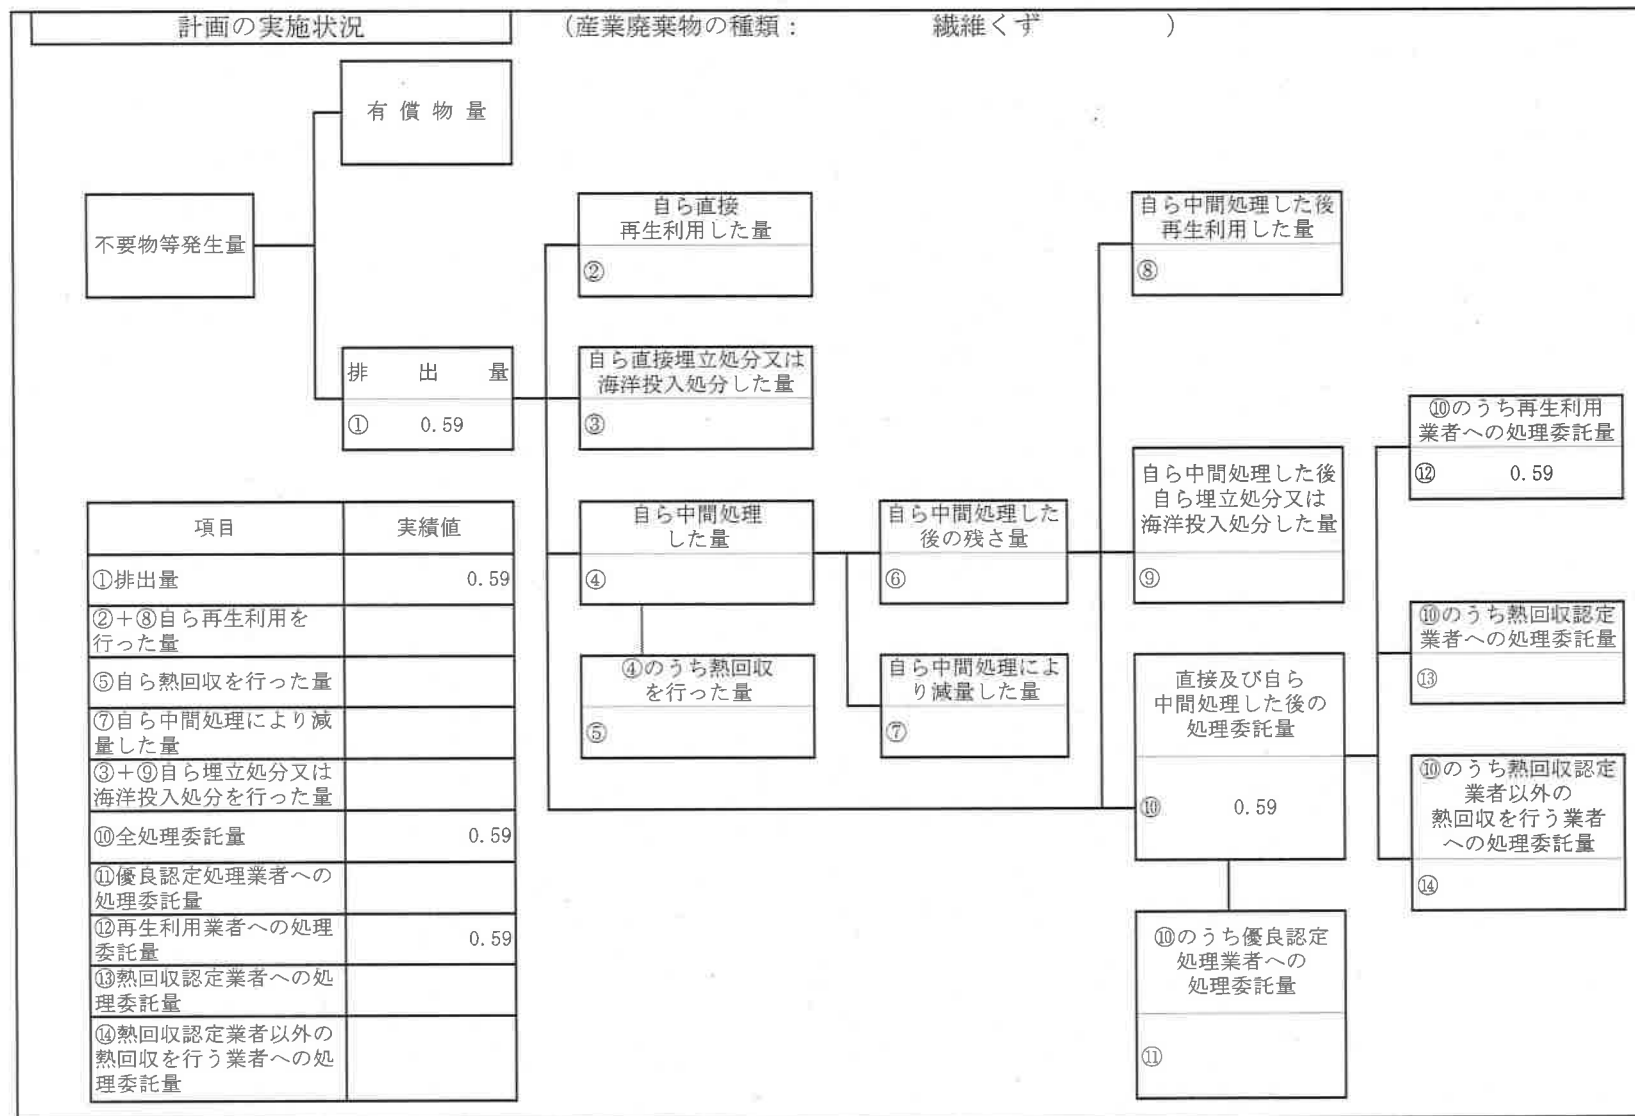 計画の実施状況
（産業廃棄物の種類： 繊維くず ）
有償物量
不要物等発生量
排出量
① 0.59
自ら直接
再生利用した量
②
自ら直接埋立処分又は
海洋投入処分した量
③
自ら中間処理
した量
④
④のうち熱回収
を行った量
⑤
自ら中間処理した
後の残さ量
⑥
自ら中間処理によ
り減量した量
⑦
自ら中間処理した後
再生利用した量
⑧
自ら中間処理した後
自ら埋立処分又は
海洋投入処分した量
⑨
直接及び自ら
中間処理した後の
処理委託量
⑩ 0.59
⑩のうち優良認定
処理業者への
処理委託量
⑪
⑩のうち再生利用
業者への処理委託量
⑫ 0.59
⑩のうち熱回収認定
業者への処理委託量
⑬
⑩のうち熱回収認定
業者以外の
熱回収を行う業者
への処理委託量
⑭
項目 実績値
①排出量 0.59
②＋⑧自ら再生利用を
行った量
⑤自ら熱回収を行った量
⑦自ら中間処理により減
量した量
③＋⑨自ら埋立処分又は
海洋投入処分を行った量
⑩全処理委託量 0.59
⑪優良認定処理業者への
処理委託量
⑫再生利用業者への処理
委託量 0.59
⑬熱回収認定業者への処
理委託量
⑭熱回収認定業者以外の
熱回収を行う業者への処
理委託量